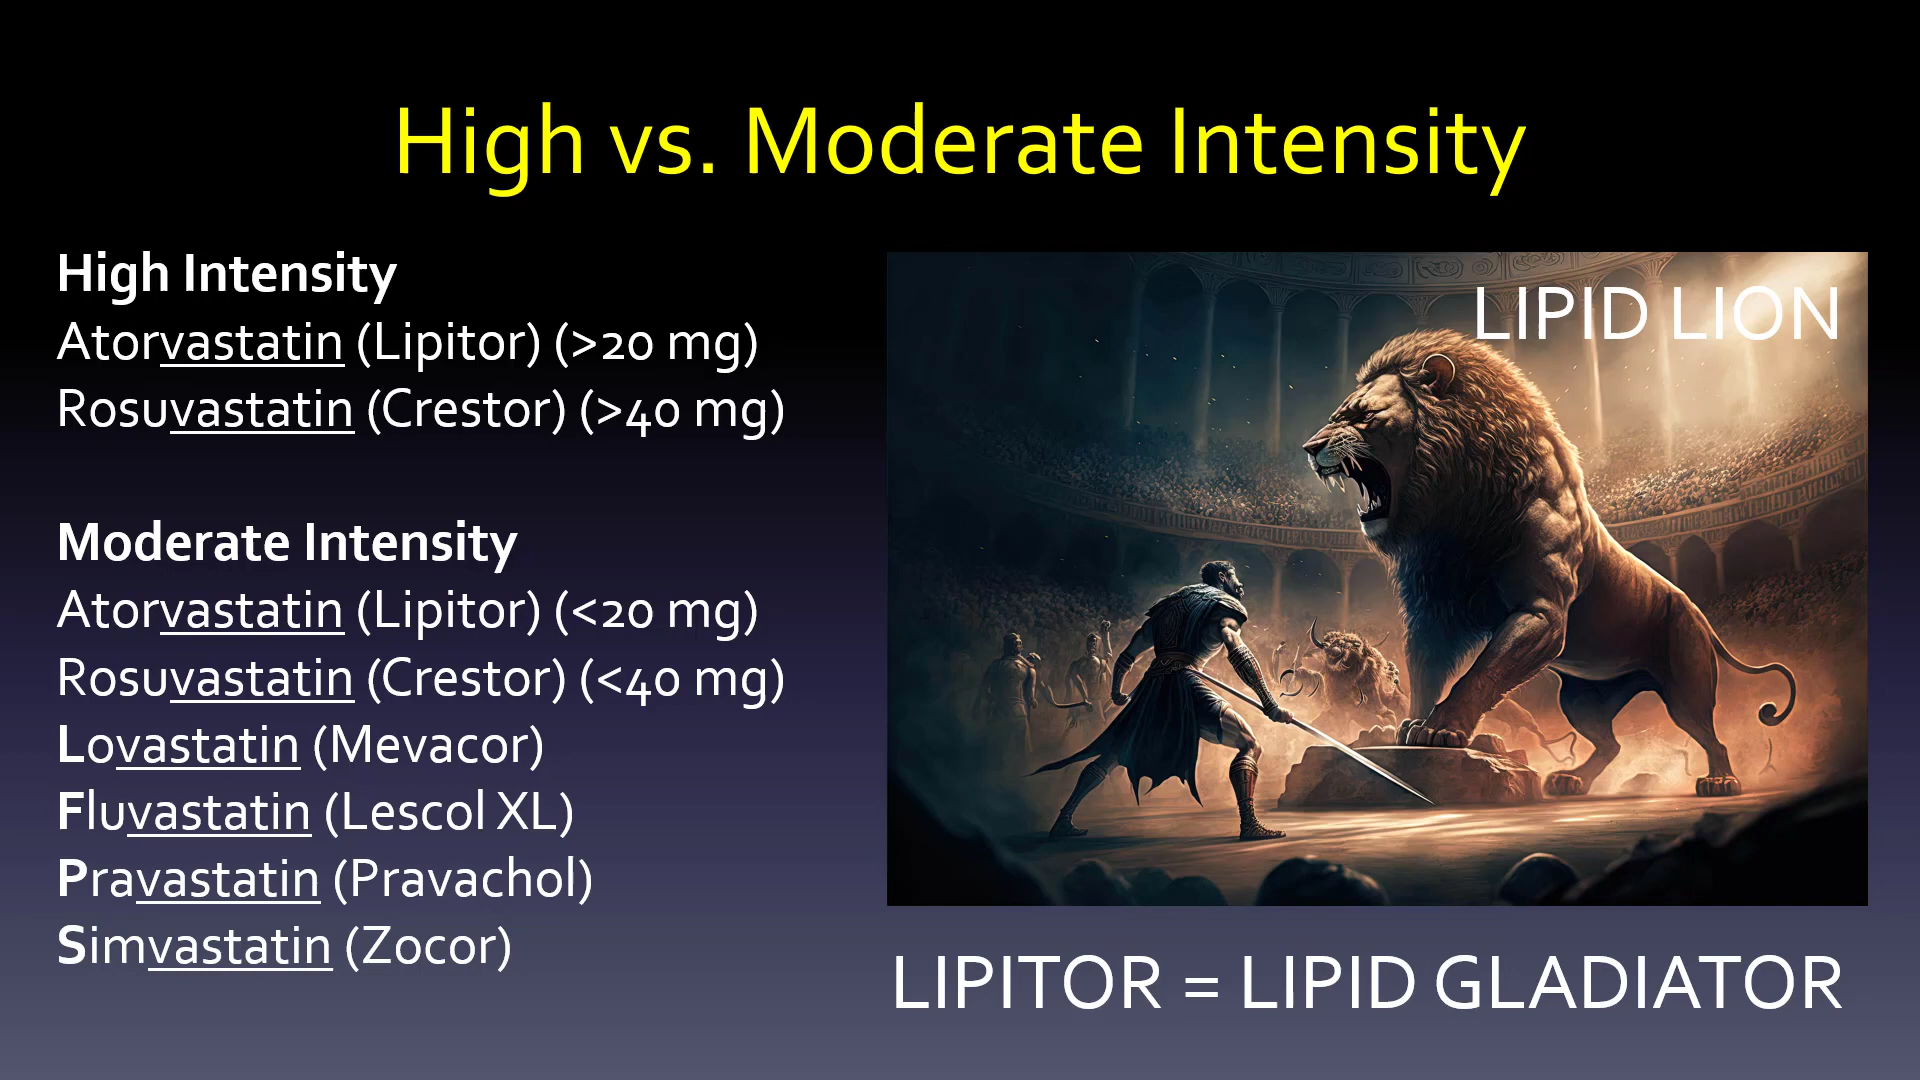 High vs. Moderate Intensity
High Intensity
Atorvastatin (Lipitor) (>20 mg)
Rosuvastatin (Crestor) (>40 mg)
Moderate Intensity
Atorvastatin (Lipitor) (<20 mg)
Rosuvastatin (Crestor) (<40 mg)
Lovastatin (Mevacor)
Fluvastatin (Lescol XL)
Pravastatin (Pravachol)
Simvastatin (Zocor)
LIPID LION
LIPITOR = LIPID GLADIATOR